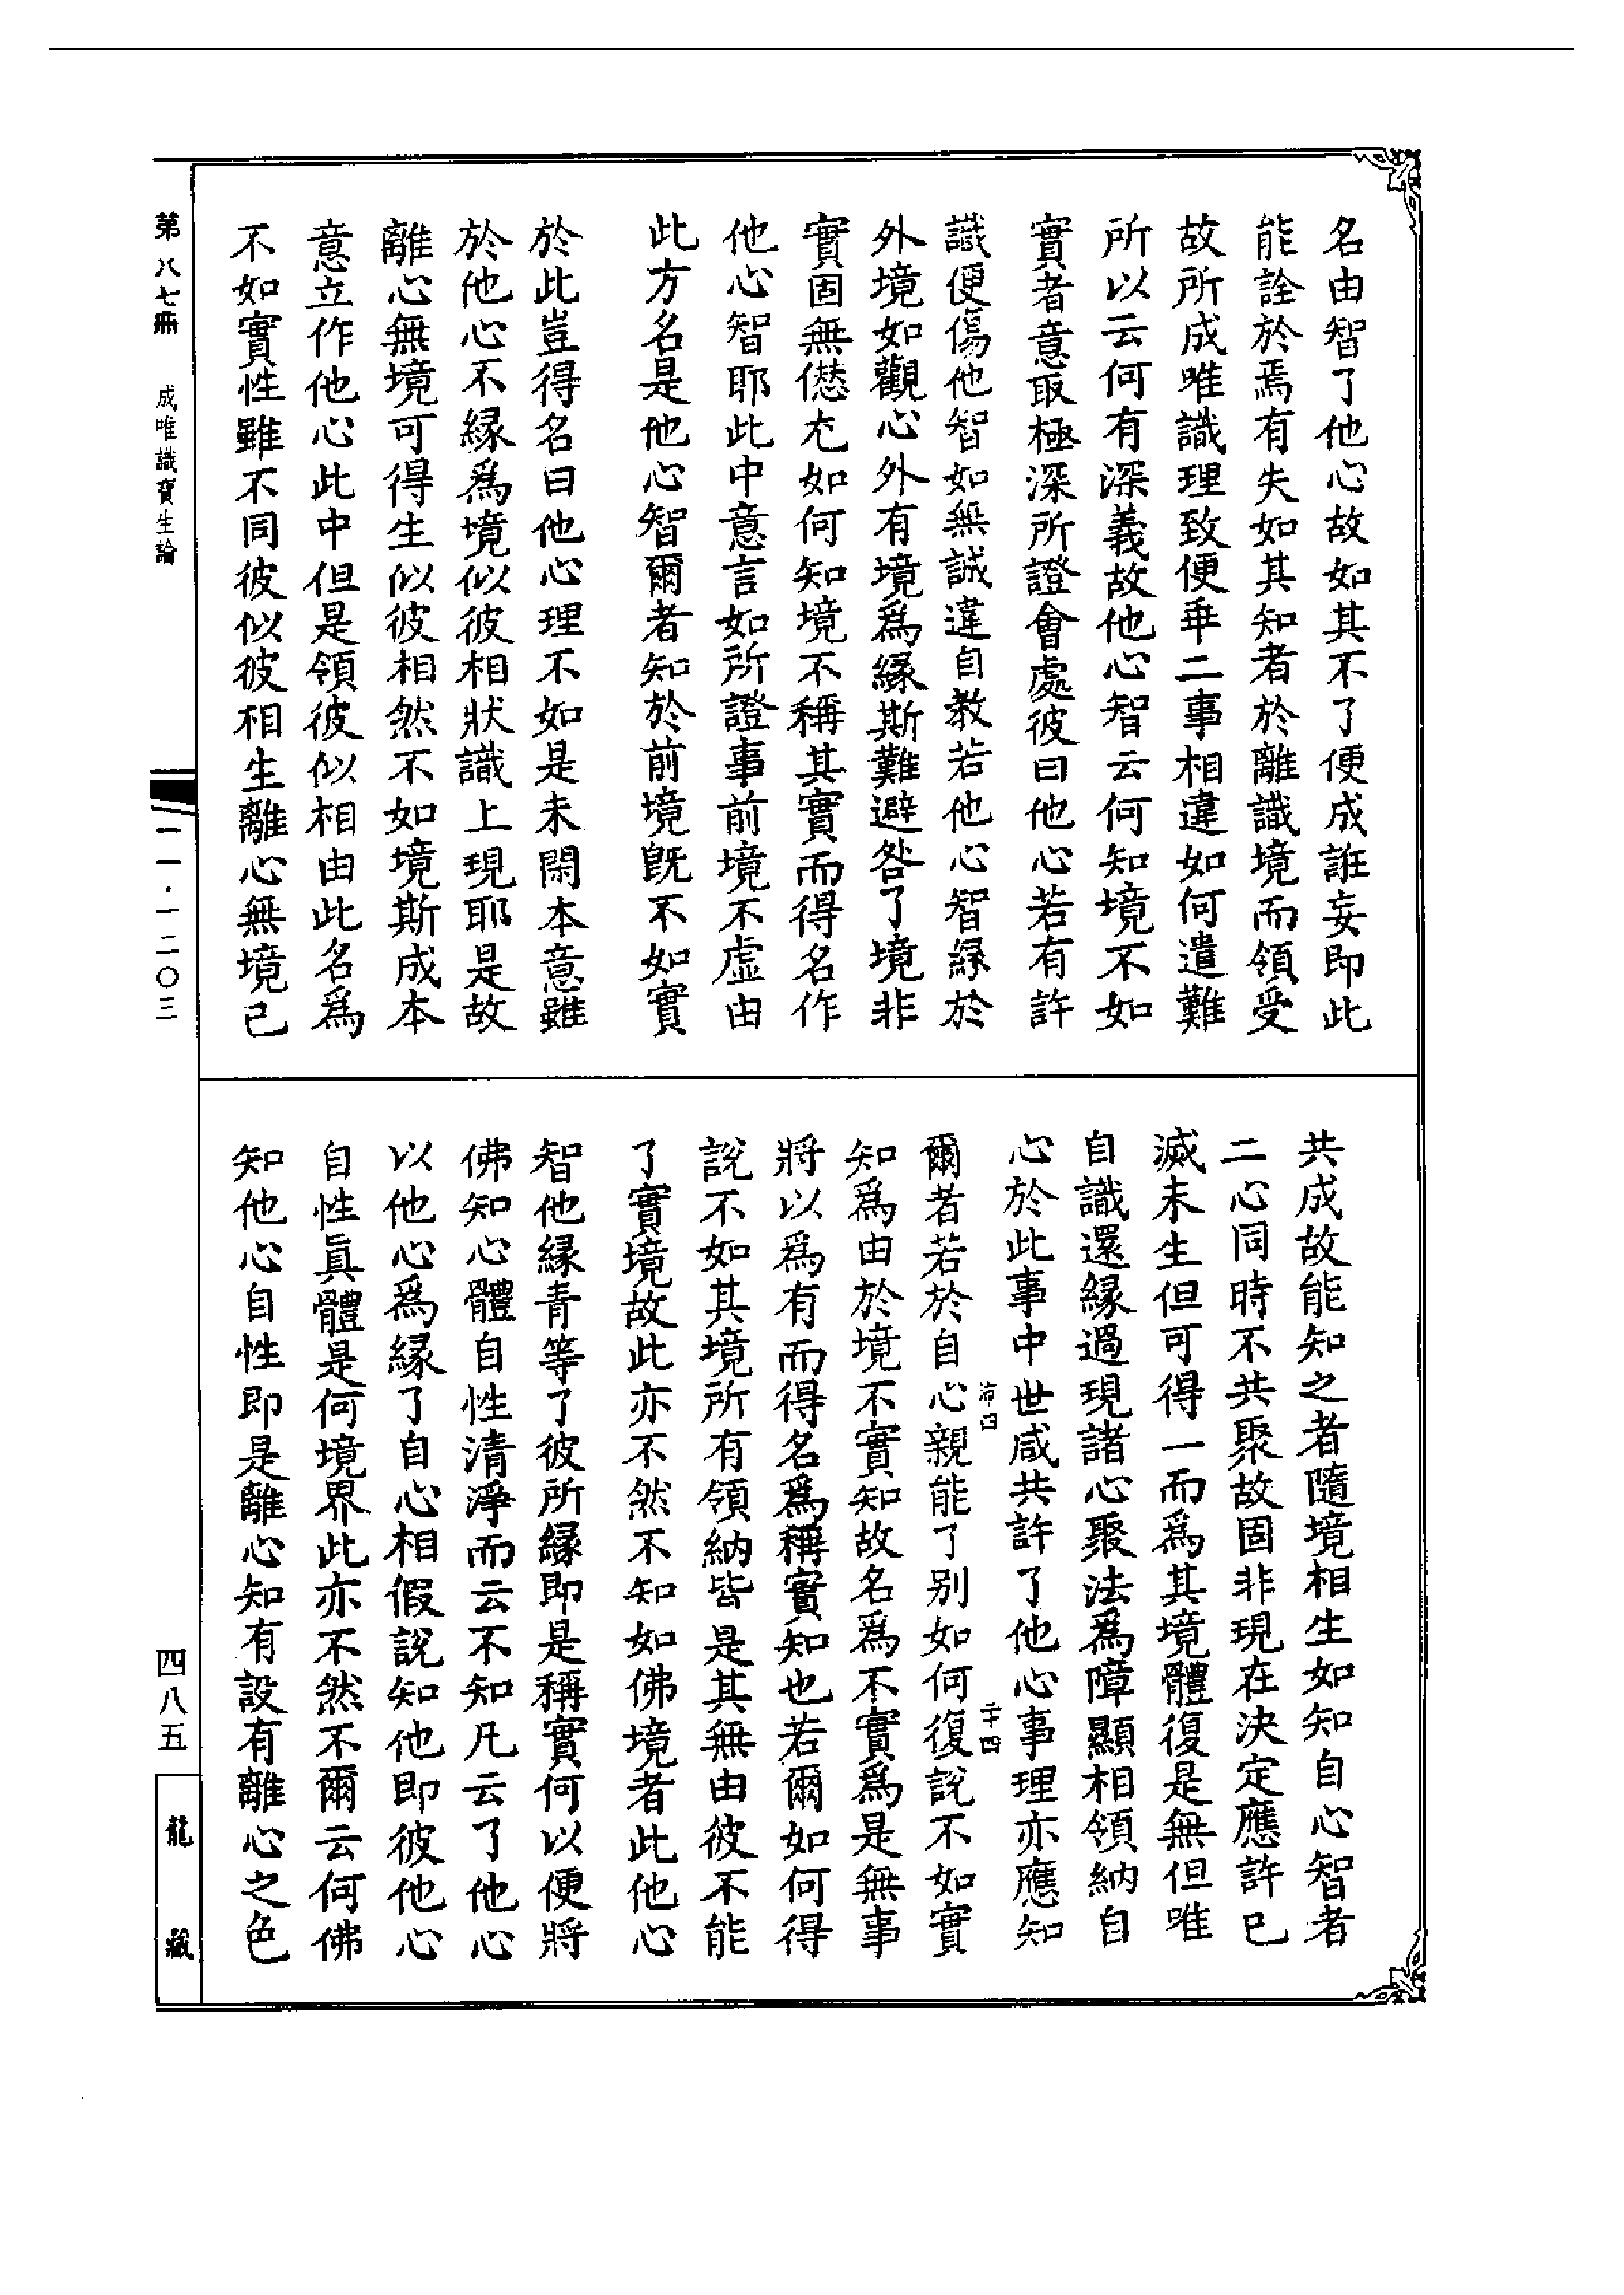 名由智了他心故如其不了便成誑妄即此
能詮於焉有失如其知者於離識境而領受
故所成唯識理致便乖二事相違如何遣難
所以云何有深義故他心智云何知境不如
實者意取極深所證會處彼曰他心若有許
識便傷他智如無誠違自教若他心智緣於
外境如觀心外有境爲緣斯難避咎了境非
實固無僁尤如何知境不稱其實而得名作
他心智耶此中意言如所證事前境不虛由
此方名是他心智爾者知於前境旣不如實
於此豈得名曰他心理不如是未閑本意雖
於他心不緣爲境似彼相狀識上現耶是故
離心無境可得生似彼相然不如境斯成本
意立作他心此中但是領彼似相由此名爲
不如實性雖不同彼似彼相生離心無境已
共成故能知之者隨境相生如知自心智者
二心同時不共聚故固非現在決定應許已
滅未生但可得一而爲其境體復是無但唯
自識還緣過現諸心聚法爲障顯相領納自
心於此事中世咸共許了他心事理亦應知
沛曰 二十四
爾者若於自心親能了別如何復說不如實
知爲由於境不實知故名爲不實爲是無事
將以爲有而得名爲稱實知也若爾如何得
說不如其境所有領納皆是其無由彼不能
了實境故此亦不然不知如佛境者此他心
智他緣青等了彼所緣即是稱實何以便將
佛知心體自性清淨而云不知凡云了他心
以他心爲緣了自心相假說知他即彼他心
自性眞體是何境界此亦不然不爾云何佛
知他心自性即是離心知有設有離心之色
第八七冊 成唯識寶生論
一一·一二〇三
四八五
龍藏